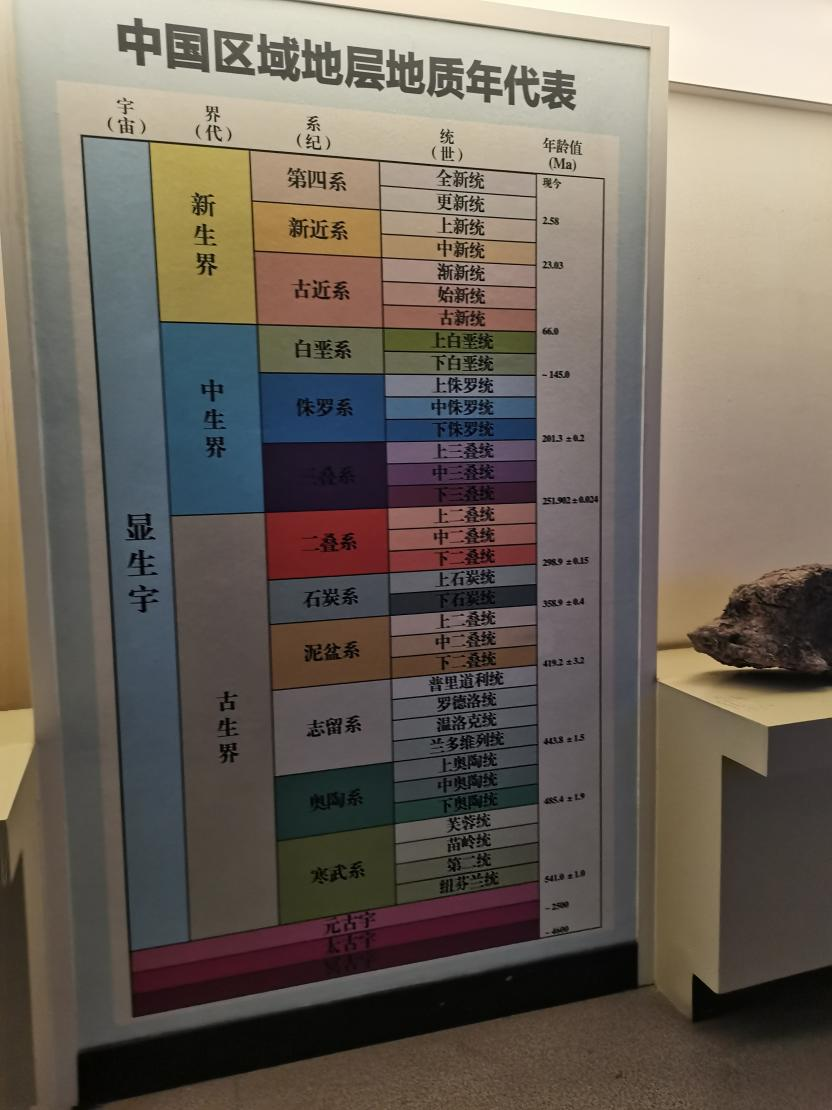 中国区域地层地质年代表
宇 界 系 统 年龄值
（宙） （代） （纪） （世） (Ma)
显生宇
新生界
第四系
全新统
现今
更新统
2.58
新近系
上新统
中新统
23.03
古近系
渐新统
始新统
古新统
66.0
中生界
白垩系
上白垩统
下白垩统
~145.0
侏罗系
上侏罗统
中侏罗统
下侏罗统
201.3 ±0.2
三叠系
上三叠统
中三叠统
下三叠统
251.902±0.024
古生界
二叠系
上二叠统
中二叠统
下二叠统
298.9 ±0.15
石炭系
上石炭统
下石炭统
358.9 ±0.4
泥盆系
上二叠统
中二叠统
下二叠统
419.2 ±3.2
志留系
普里道利统
罗德洛统
温洛克统
兰多维列统
443.8 ±1.5
奥陶系
上奥陶统
中奥陶统
下奥陶统
485.4 ±1.9
寒武系
芙蓉统
苗岭统
第二统
纽芬兰统
541.0 ±1.0
元古宇
~2500
太古宇
~4600